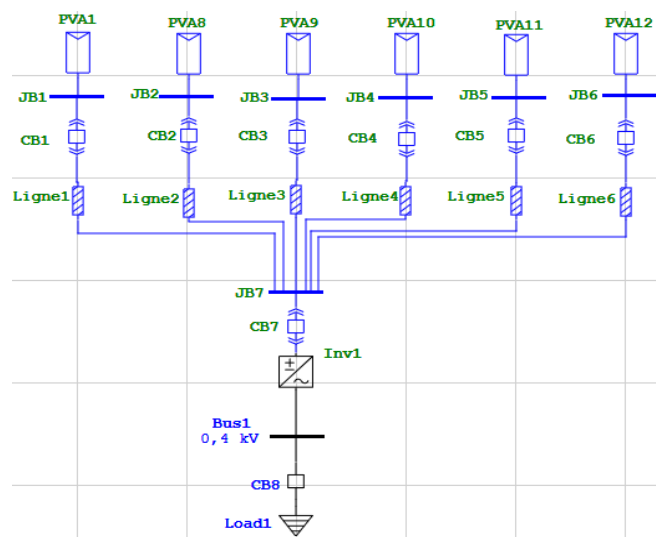 PVA1 PVA8 PVA9 PVA10 PVA11 PVA12
JB1 JB2 JB3 JB4 JB5 JB6
CB1 CB2 CB3 CB4 CB5 CB6
Ligne1 Ligne2 Ligne3 Ligne4 Ligne5 Ligne6
JB7
CB7
Inv1
Bus1
0,4 kV
CB8
Load1